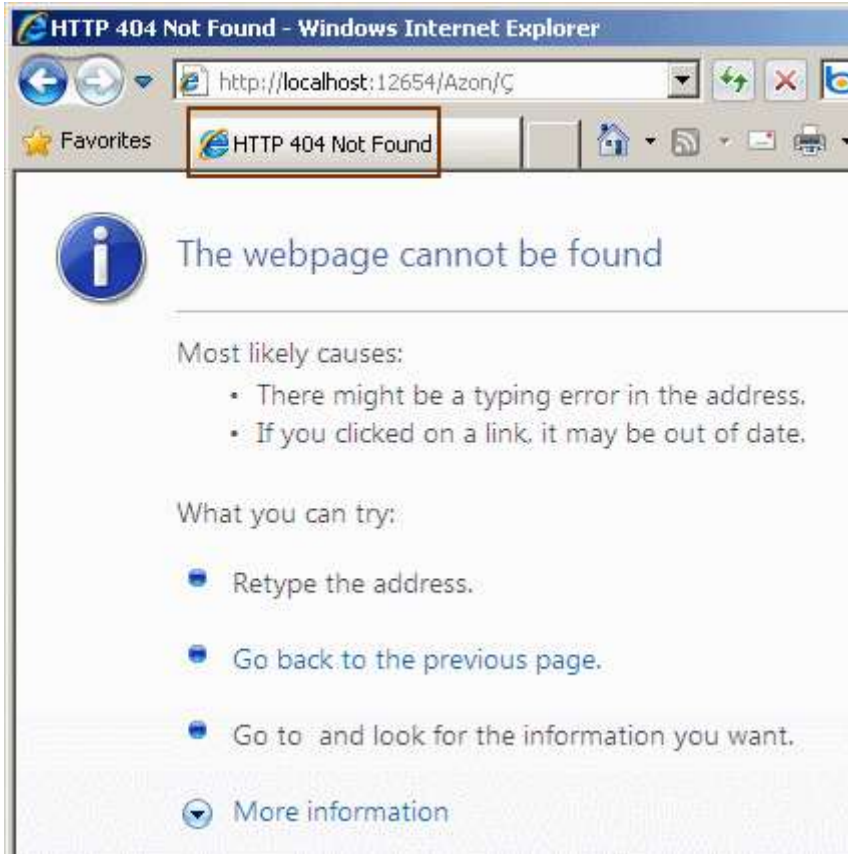 HTTP 404 Not Found - Windows Internet Explorer
http://localhost:12654/Azon/Ç
Favorites HTTP 404 Not Found
The webpage cannot be found
Most likely causes:
• There might be a typing error in the address.
• If you clicked on a link, it may be out of date.
What you can try:
Retype the address.
Go back to the previous page.
Go to and look for the information you want.
More information